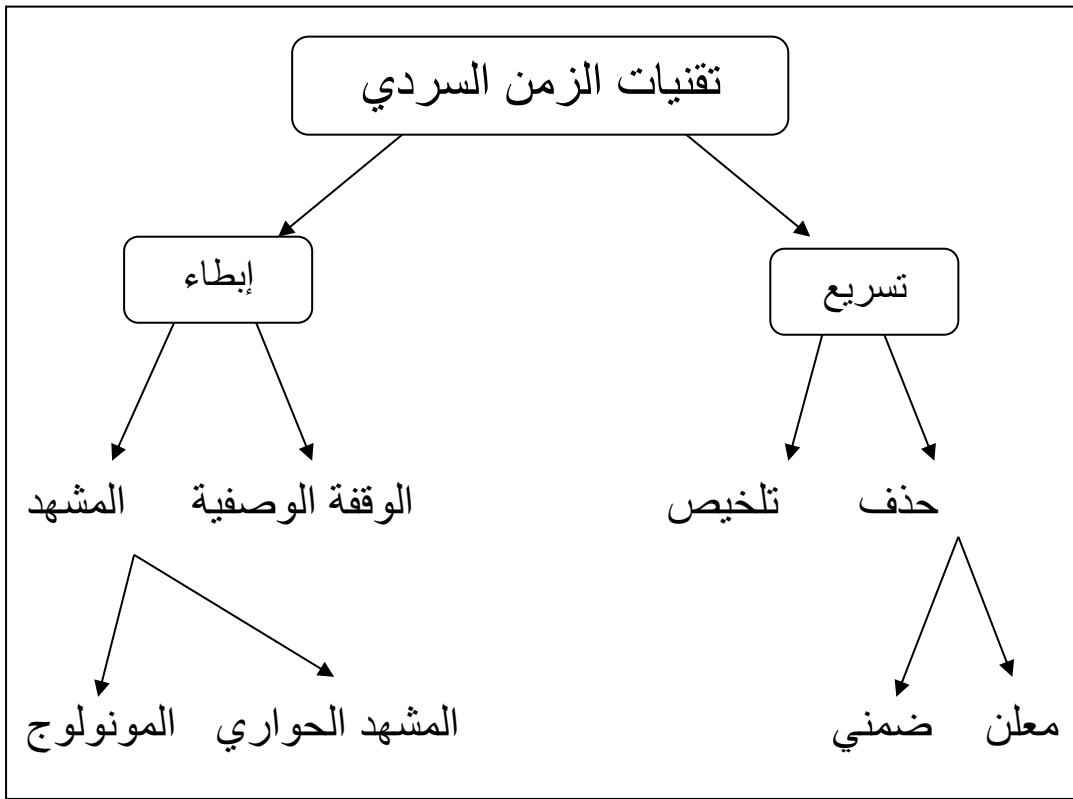 تقنيات الزمن السردي
تسريع
إبطاء
حذف
تلخيص
الوقفة الوصفية
المشهد
معلن
ضمني
المشهد الحواري
المونولوج